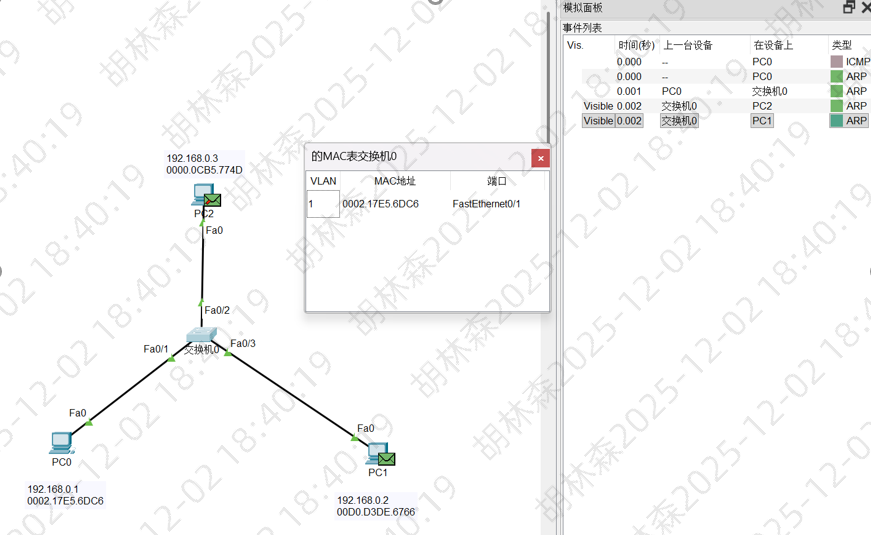 模拟面板
事件列表
Vis. 时间(秒) 上一台设备 在设备上 类型
0.000 -- PC0 ICMP
0.000 -- PC0 ARP
0.001 PC0 交换机0 ARP
Visible 0.002 交换机0 PC2 ARP
Visible 0.002 交换机0 PC1 ARP
的MAC表交换机0
VLAN MAC地址 端口
1 0002.17E5.6DC6 FastEthernet0/1
192.168.0.3
0000.0CB5.774D
PC2
Fa0
Fa0/2
交换机0
Fa0/1
Fa0/3
Fa0
PC0
192.168.0.1
0002.17E5.6DC6
Fa0
PC1
192.168.0.2
00D0.D3DE.6766
胡林森2025-12-02 18:40:19